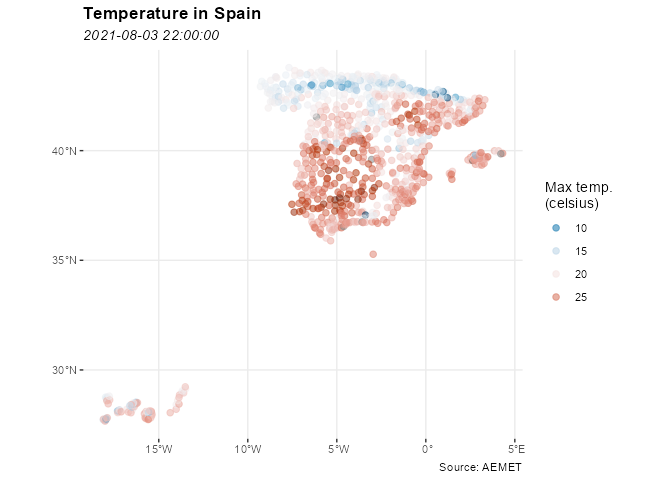 Temperature in Spain
2021-08-03 22:00:00
40°N
35°N
30°N
15°W
10°W
5°W
0°
5°E
Max temp.
(celsius)
10
15
20
25
Source: AEMET